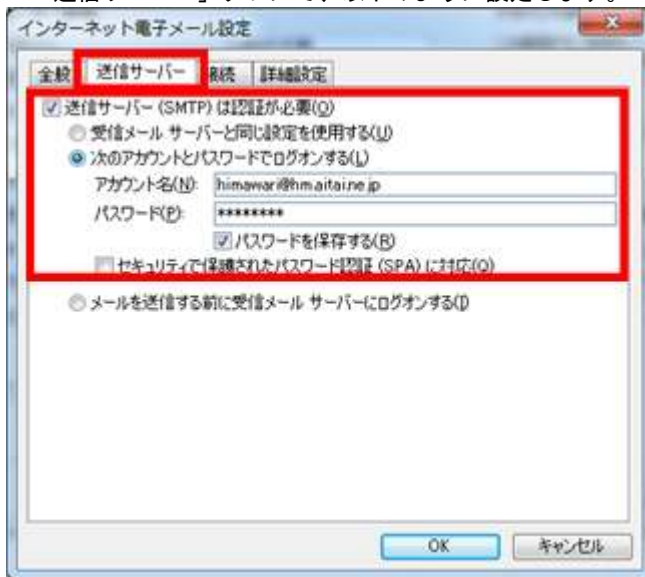 インターネット電子メール設定
全般 送信サーバー 接続 詳細設定
送信サーバー (SMTP) は認証が必要(O)
受信メール サーバーと同じ設定を使用する(U)
次のアカウントとパスワードでログオンする(L)
アカウント名(N): himawari@hm.aitai.ne.jp
パスワード(P): ********
パスワードを保存する(R)
セキュリティで保護されたパスワード認証 (SPA) に対応(Q)
メールを送信する前に受信メール サーバーにログオンする(I)
OK キャンセル